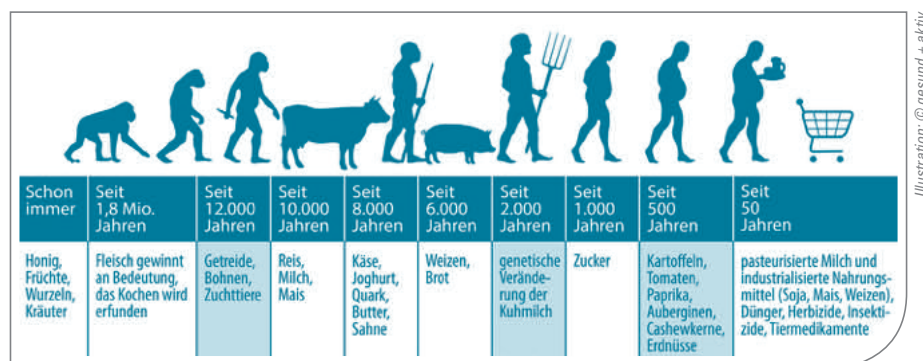 Illustration: © gesund + aktiv
Schon
immer
Seit
1,8 Mio.
Jahren
Seit
12.000
Jahren
Seit
10.000
Jahren
Seit
8.000
Jahren
Seit
6.000
Jahren
Seit
2.000
Jahren
Seit
1.000
Jahren
Seit
500
Jahren
Seit
50
Jahren
Honig,
Früchte,
Wurzeln,
Kräuter
Fleisch gewinnt
an Bedeutung,
das Kochen wird
erfunden
Getreide,
Bohnen,
Zuchttiere
Reis,
Milch,
Mais
Käse,
Joghurt,
Quark,
Butter,
Sahne
Weizen,
Brot
genetische
Verände-
rung der
Kuhmilch
Zucker
Kartoffeln,
Tomaten,
Paprika,
Auberginen,
Cashewkerne,
Erdnüsse
pasteurisierte Milch und
industrialisierte Nahrungs-
mittel (Soja, Mais, Weizen),
Dünger, Herbizide, Insekti-
zide, Tiermedikamente